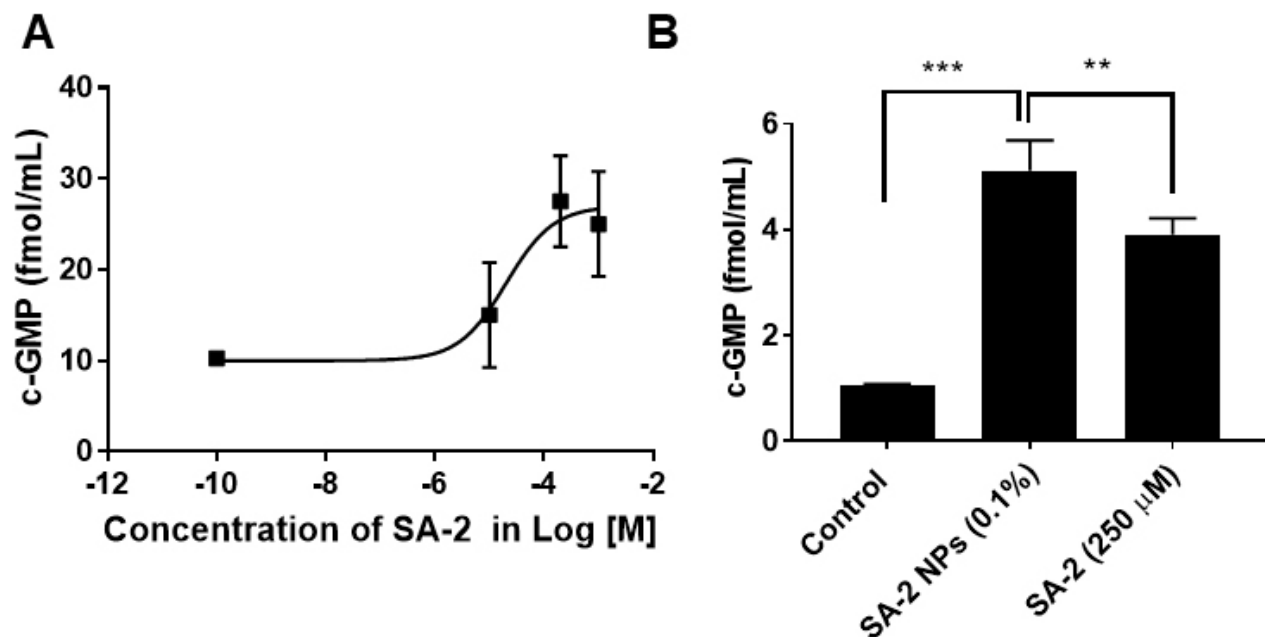 A
c-GMP (fmol/mL)
40
30
20
10
0
-12 -10 -8 -6 -4 -2
Concentration of SA-2 in Log [M]
B
*** **
c-GMP (fmol/mL)
6
4
2
0
Control
SA-2 NPs (0.1%)
SA-2 (250 μM)